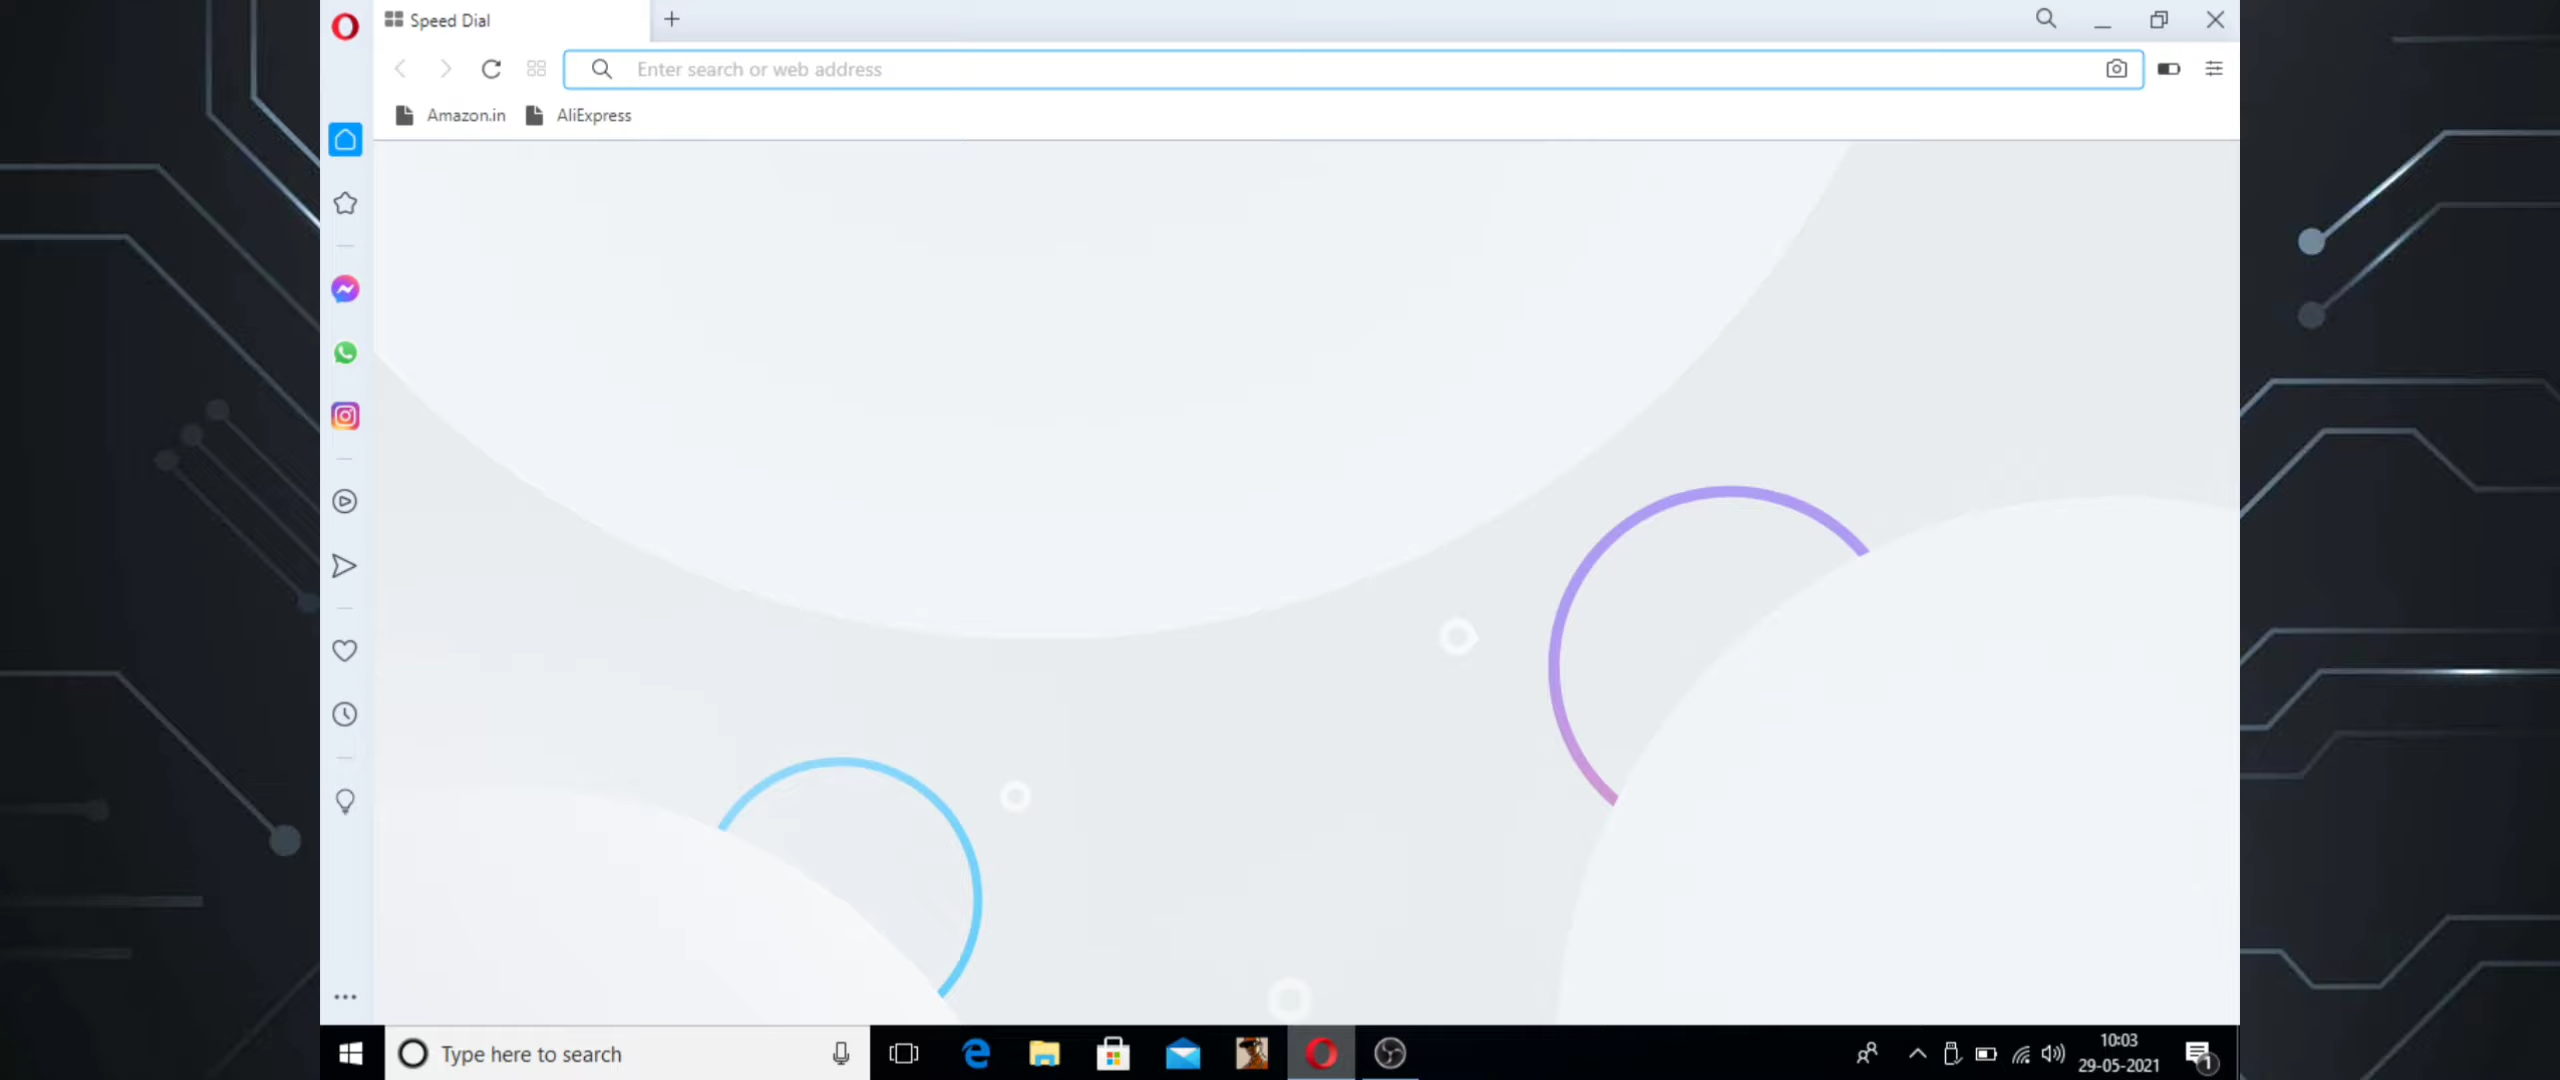 Speed Dial
Enter search or web address
Amazon.in AliExpress
Type here to search
10:03
29-05-2021
1